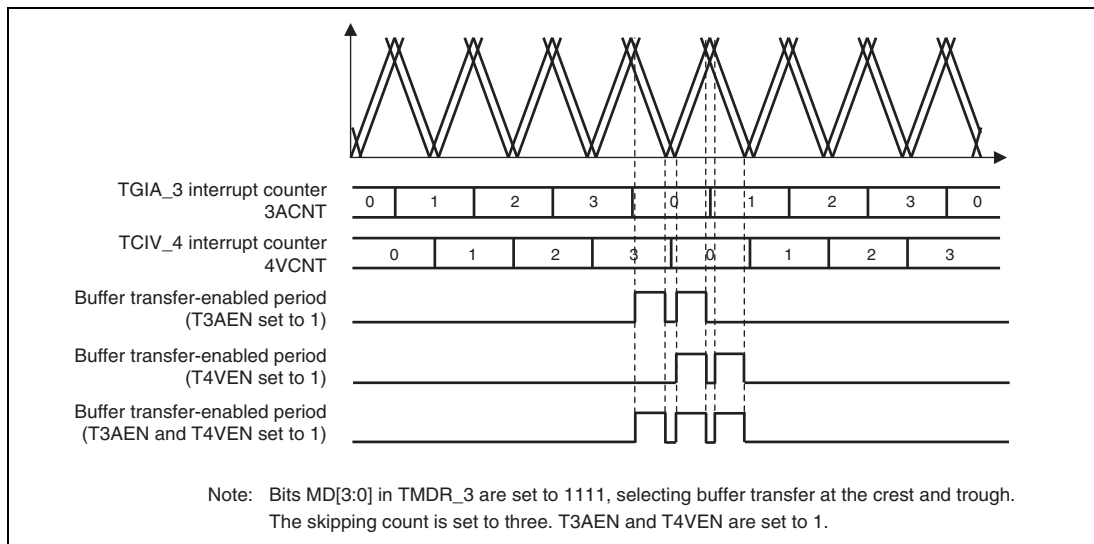 TGIA_3 interrupt counter
3ACNT
0 1 2 3 0 1 2 3 0
TCIV_4 interrupt counter
4VCNT
0 1 2 3 0 1 2 3
Buffer transfer-enabled period
(T3AEN set to 1)
Buffer transfer-enabled period
(T4VEN set to 1)
Buffer transfer-enabled period
(T3AEN and T4VEN set to 1)
Note: Bits MD[3:0] in TMDR_3 are set to 1111, selecting buffer transfer at the crest and trough.
The skipping count is set to three. T3AEN and T4VEN are set to 1.